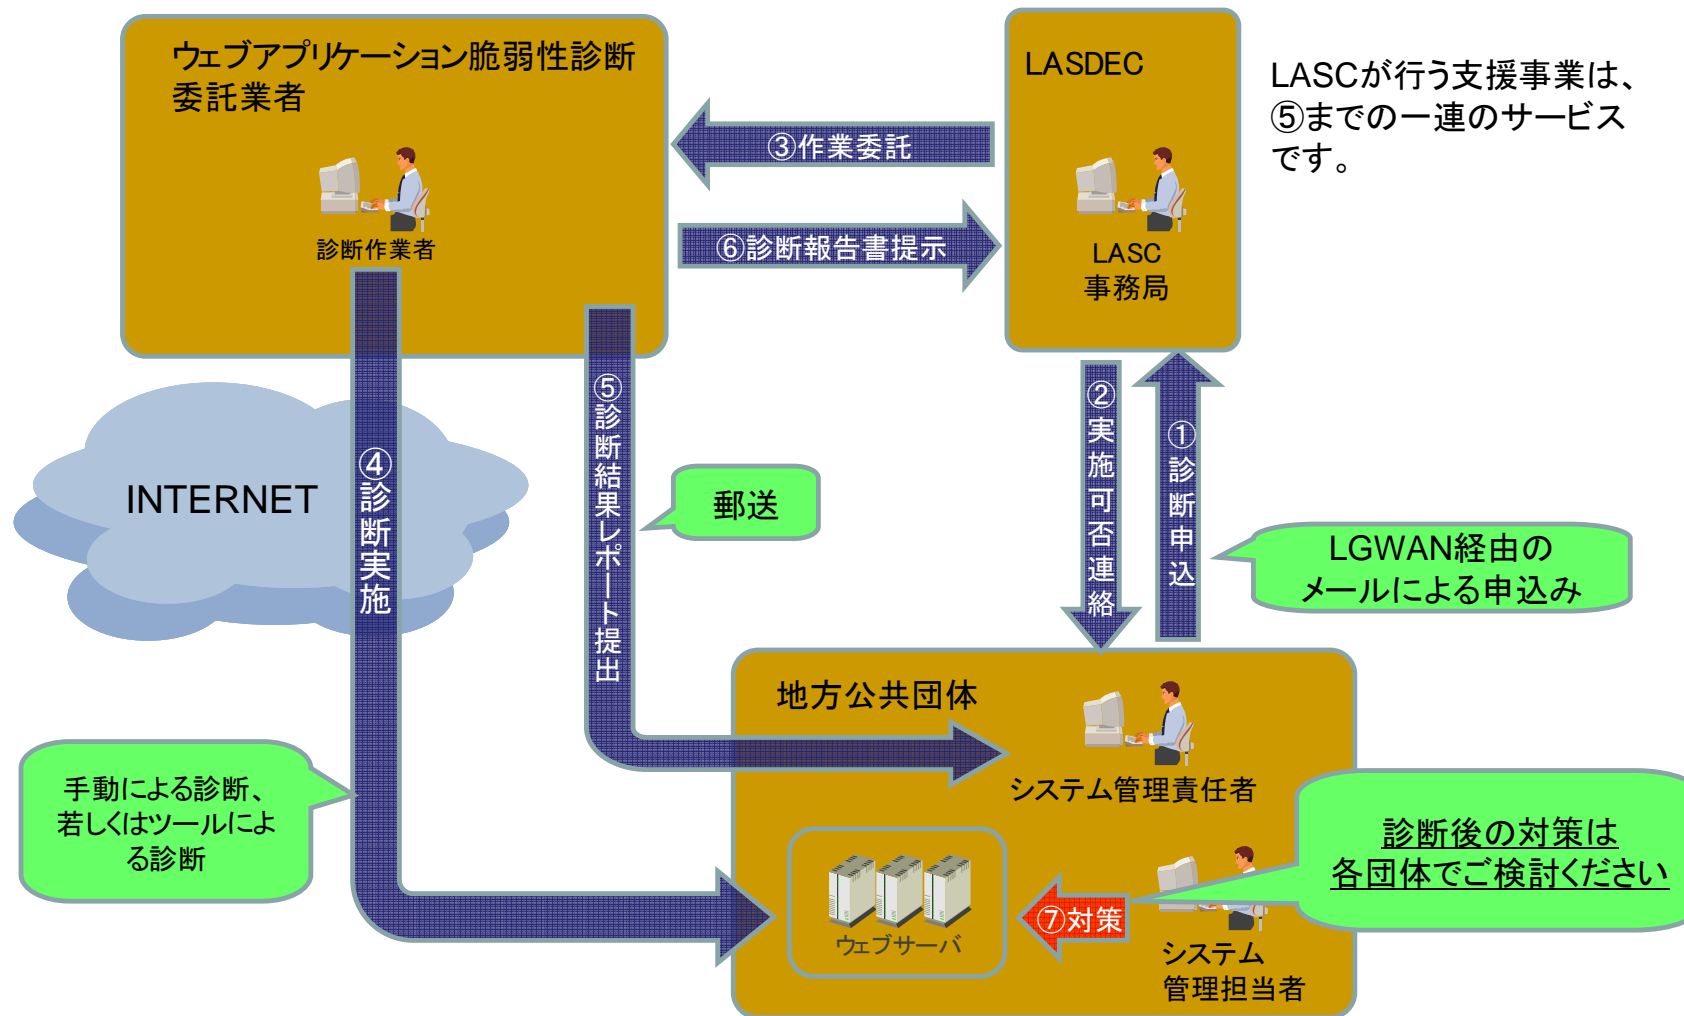 ウェブアプリケーション脆弱性診断
委託業者
診断作業者
LASDEC
LASC
事務局
LASCが行う支援事業は、
⑤までの一連のサービス
です。
③作業委託
⑥診断報告書提示
②実施可否連絡
①診断申込
⑤診断結果レポート提出
④診断実施
INTERNET
郵送
LGWAN経由の
メールによる申込み
地方公共団体
システム管理責任者
手動による診断、
若しくはツールによ
る診断
診断後の対策は
各団体でご検討ください
⑦対策
ウェブサーバ
システム
管理担当者